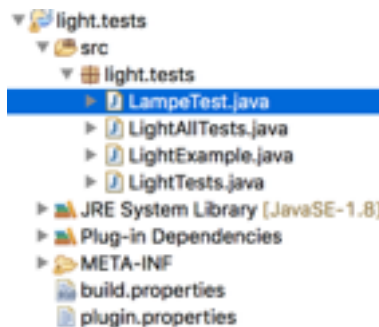 light.tests
src
light.tests
LampeTest.java
LightAllTests.java
LightExample.java
LightTests.java
JRE System Library [JavaSE-1.8]
Plug-in Dependencies
META-INF
build.properties
plugin.properties